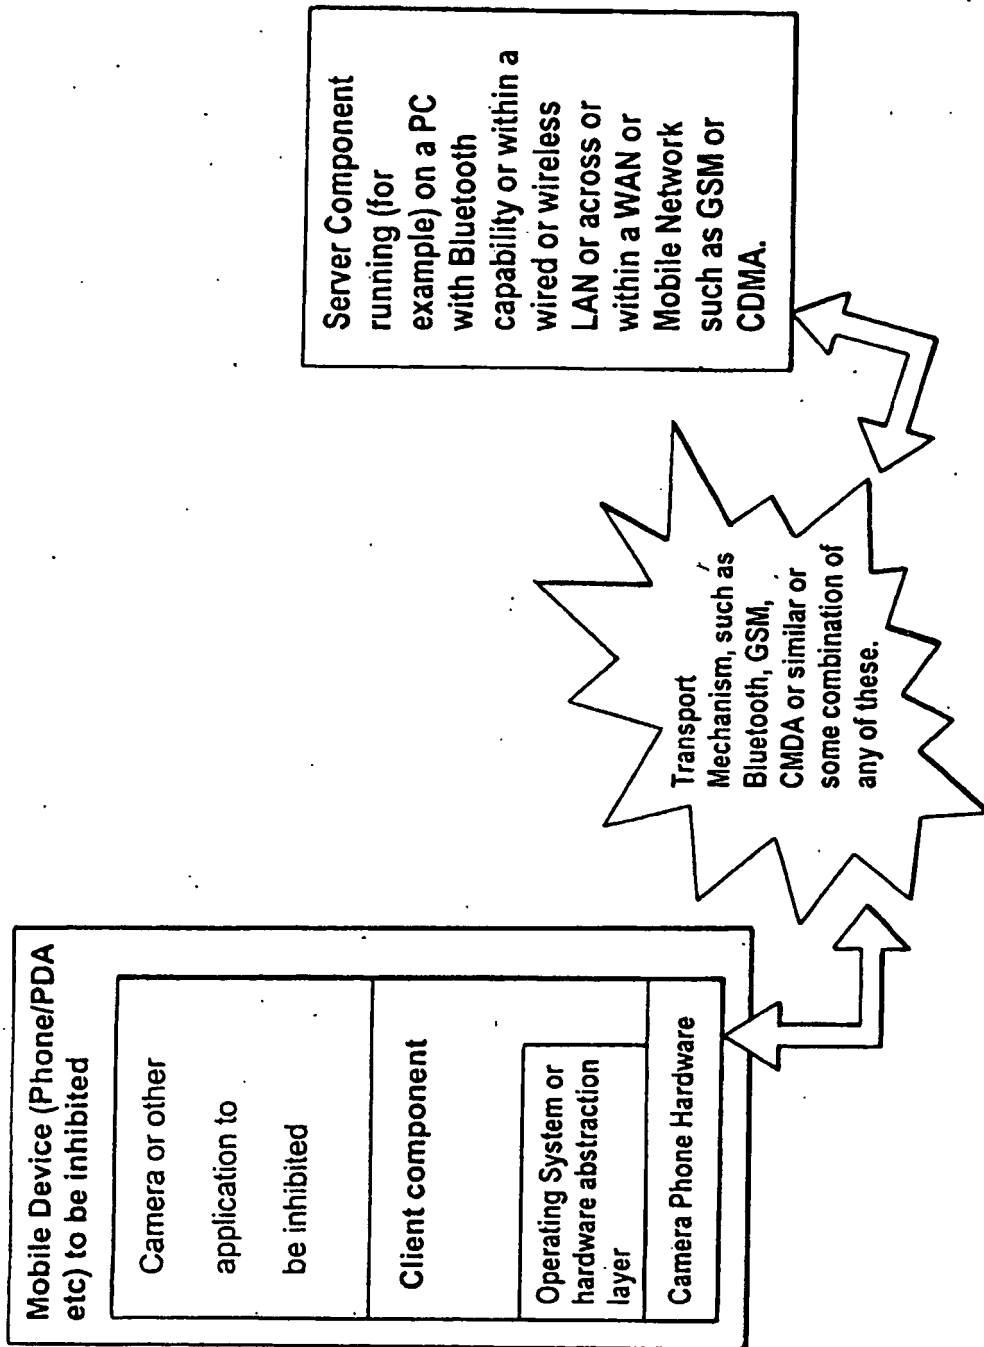 Mobile Device (Phone/PDA
etc) to be inhibited
Camera or other
application to
be inhibited
Client component
Operating System or
hardware abstraction
layer
Camera Phone Hardware
Transport
Mechanism, such as
Bluetooth, GSM,
CMDA or similar or
some combination of
any of these.
Server Component
running (for
example) on a PC
with Bluetooth
capability or within a
wired or wireless
LAN or across or
within a WAN or
Mobile Network
such as GSM or
CDMA.